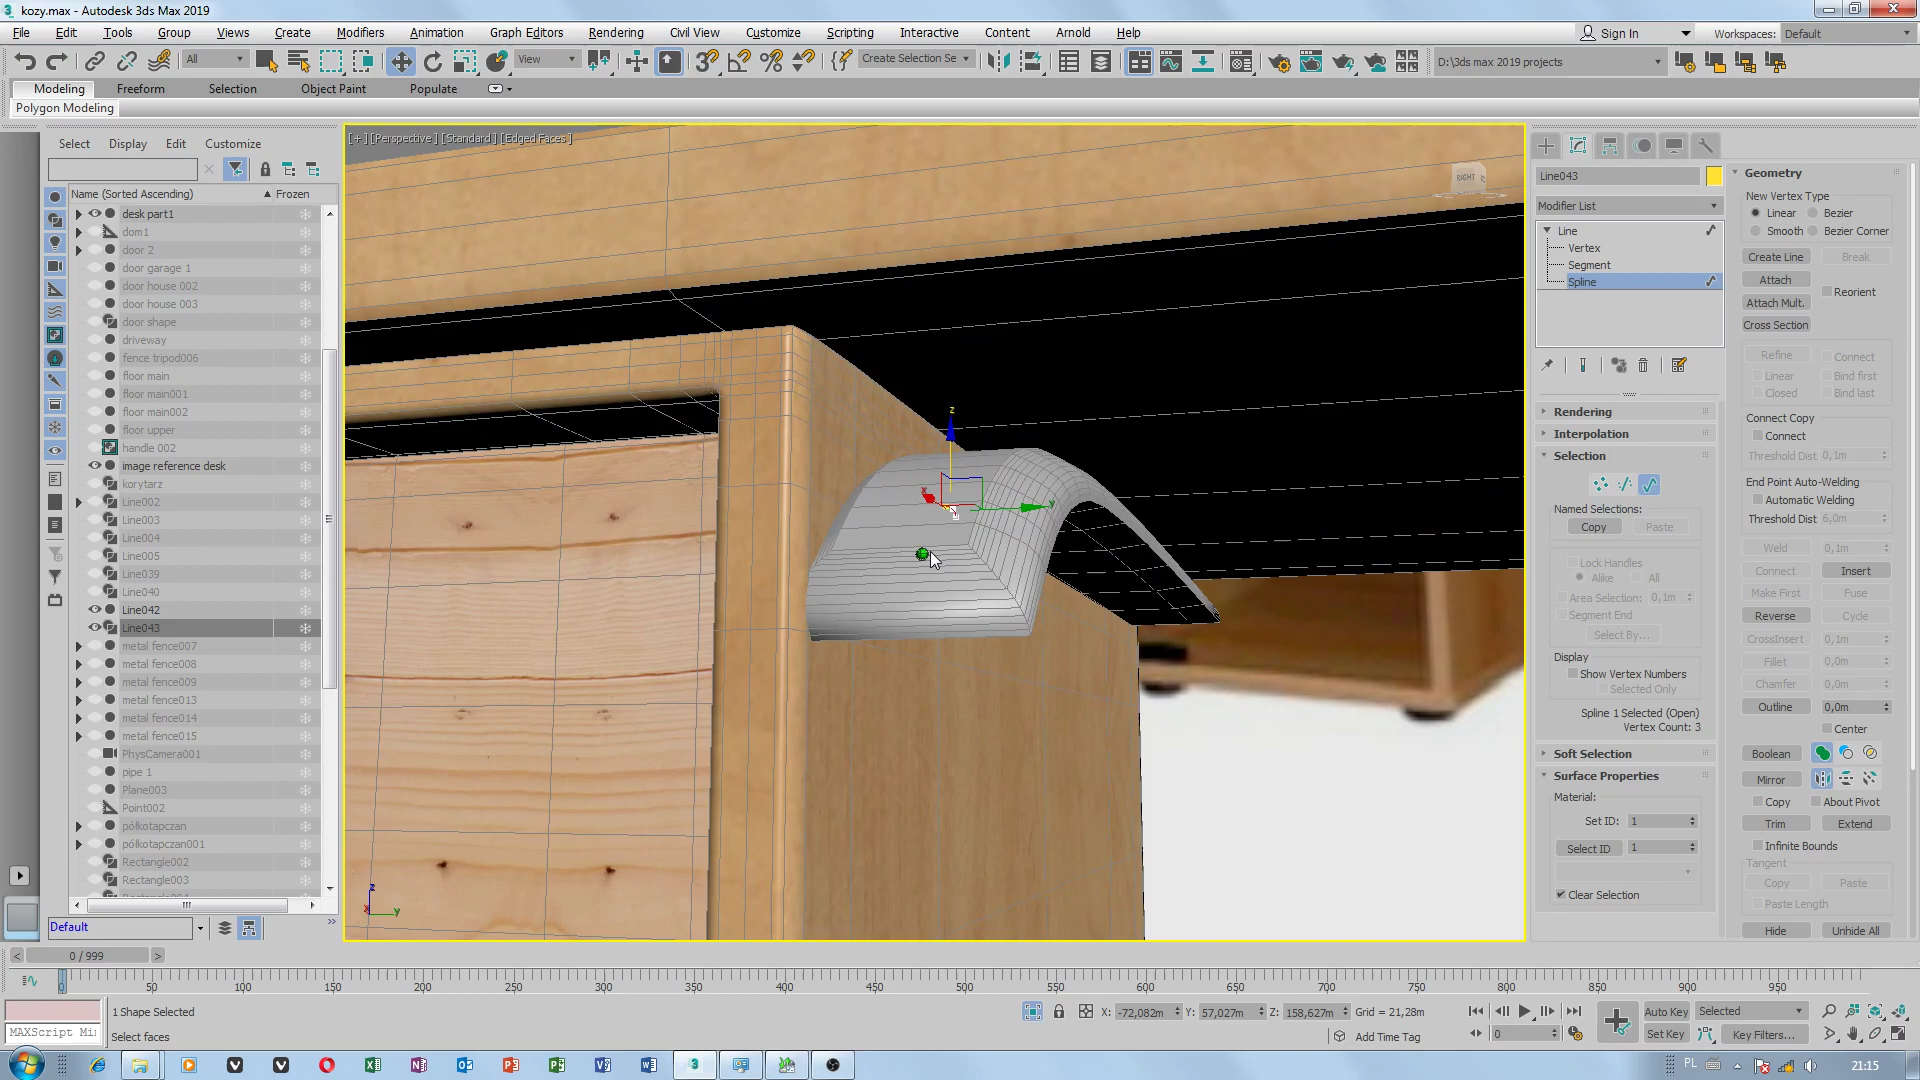 kozy.max - Autodesk 3ds Max 2019
File Edit Tools Group Views Create Modifiers Animation Graph Editors Rendering Civil View Customize Scripting Interactive Content Arnold Help
Sign In Workspaces: Default
All View Create Selection Se D:\3ds max 2019 projects
Modeling Freeform Selection Object Paint Populate
Polygon Modeling
Select Display Edit Customize
[+] [Perspective] [Standard] [Edged Faces]
Name (Sorted Ascending) Frozen
desk part1
dom1
door 2
door garage 1
door house 002
door house 003
door shape
driveway
fence tripod006
floor main
floor main001
floor main002
floor upper
handle 002
image reference desk
korytarz
Line002
Line003
Line004
Line005
Line039
Line040
Line042
Line043
metal fence007
metal fence008
metal fence009
metal fence013
metal fence014
metal fence015
PhysCamera001
pipe 1
Plane003
Point002
półkotapczan
półkotapczan001
Rectangle002
Rectangle003
Default
RIGHT
z
x
y
z
x
y
Line043
Modifier List
Line
Vertex
Segment
Spline
Rendering
Interpolation
Selection
Named Selections:
Copy Paste
Lock Handles
Alike All
Area Selection: 0,1m
Segment End
Select By...
Display
Show Vertex Numbers
Selected Only
Spline 1 Selected (Open)
Vertex Count: 3
Soft Selection
Surface Properties
Material:
Set ID: 1
Select ID 1
Clear Selection
Geometry
New Vertex Type
Linear Bezier
Smooth Bezier Corner
Create Line Break
Attach Reorient
Attach Mult.
Cross Section
Refine Connect
Linear Bind first
Closed Bind last
Connect Copy
Connect
Threshold Dist 0,1m
End Point Auto-Welding
Automatic Welding
Threshold Dist 6,0m
Weld 0,1m
Connect Insert
Make First Fuse
Reverse Cycle
CrossInsert 0,1m
Fillet 0,0m
Chamfer 0,0m
Outline 0,0m
Center
Boolean
Mirror
Copy About Pivot
Trim Extend
Infinite Bounds
Tangent
Copy Paste
Paste Length
Hide Unhide All
0 / 999
0 50 100 150 200 250 300 350 400 450 500 550 600 650 700 750 800 850 900 950
1 Shape Selected X: -72,082m Y: 57,027m Z: 158,627m Grid = 21,28m Auto Key Selected
MAXScript Mi Select faces Add Time Tag 0 Set Key Key Filters...
PL 21:15